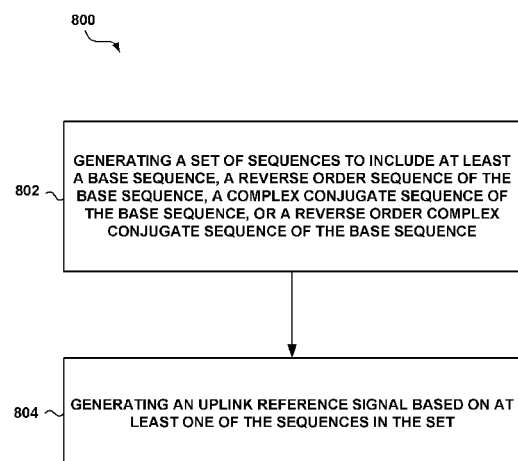 800
802
GENERATING A SET OF SEQUENCES TO INCLUDE AT LEAST
A BASE SEQUENCE, A REVERSE ORDER SEQUENCE OF THE
BASE SEQUENCE, A COMPLEX CONJUGATE SEQUENCE OF
THE BASE SEQUENCE, OR A REVERSE ORDER COMPLEX
CONJUGATE SEQUENCE OF THE BASE SEQUENCE
804
GENERATING AN UPLINK REFERENCE SIGNAL BASED ON AT
LEAST ONE OF THE SEQUENCES IN THE SET